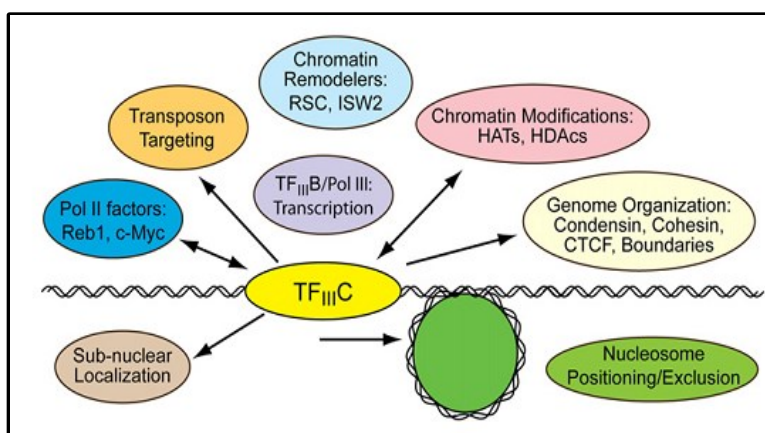 Chromatin
Remodelers:
RSC, ISW2
Transposon
Targeting
Chromatin Modifications:
HATs, HDAcs
TFIIIB/Pol III:
Transcription
Pol II factors:
Reb1, c-Myc
Genome Organization:
Condensin, Cohesin,
CTCF, Boundaries
TFIIIC
Sub-nuclear
Localization
Nucleosome
Positioning/Exclusion